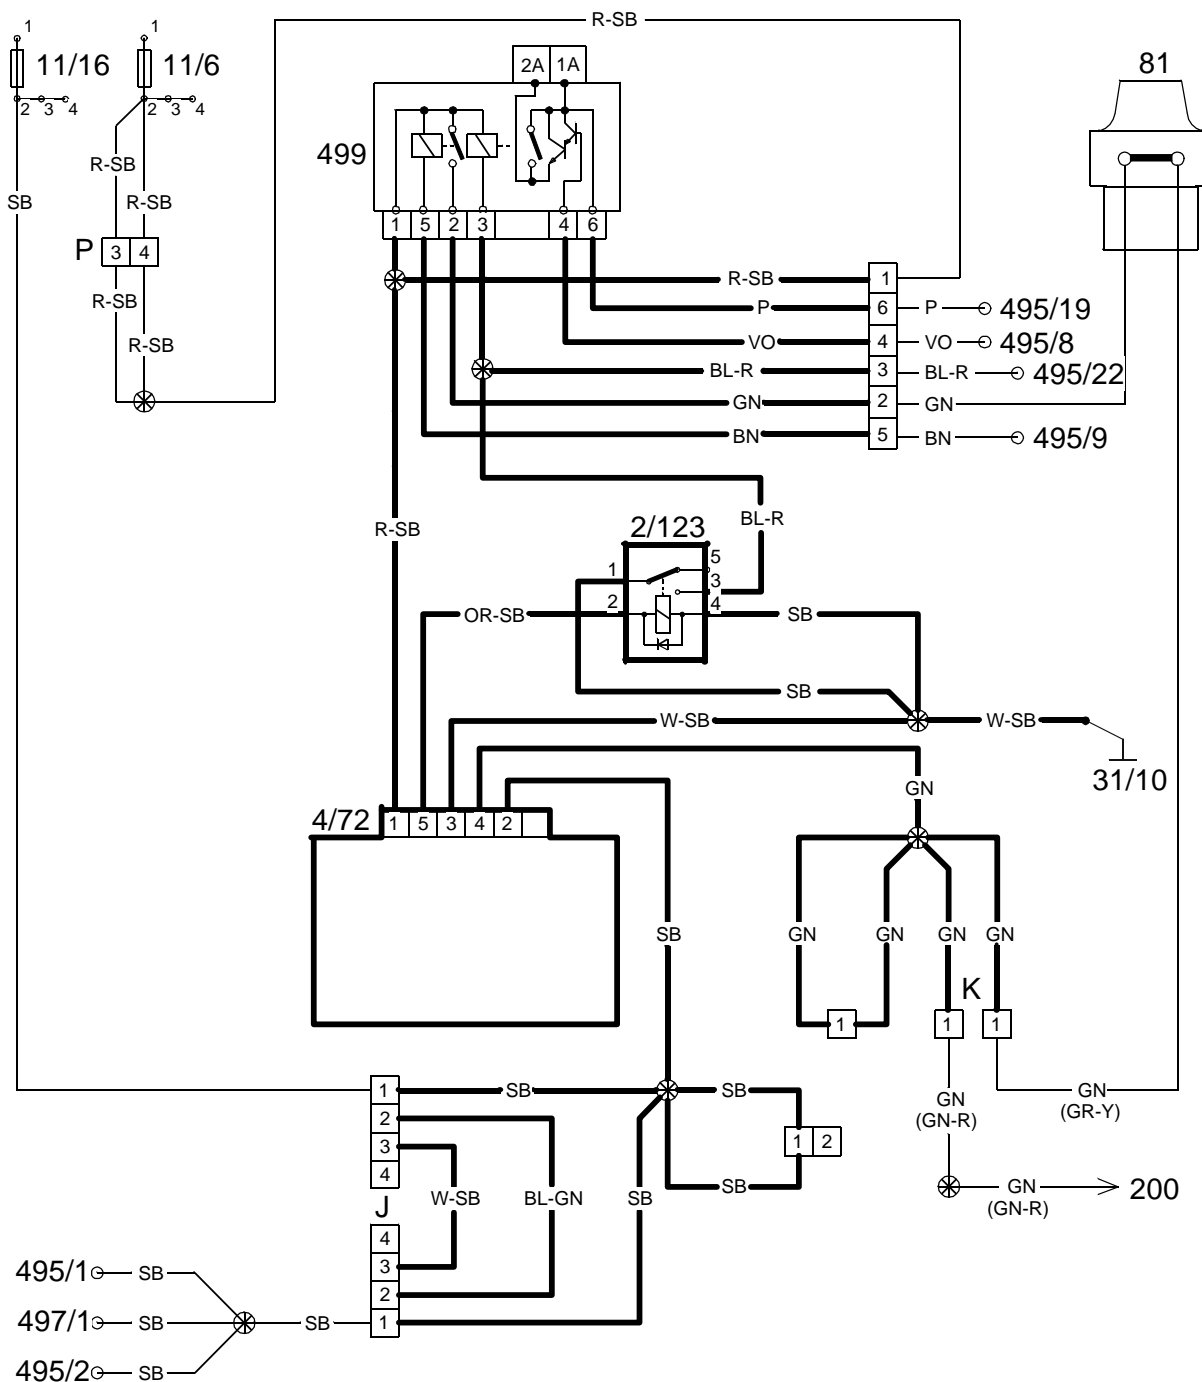 R-SB
1
1
11/16
11/6
2 3 4
2 3 4
2A 1A
81
499
R-SB
SB
R-SB
1 5 2 3 4 6
P 3 4
R-SB 1
R-SB
P 6 P 495/19
R-SB
VO 4 VO 495/8
BL-R 3 BL-R 495/22
GN 2 GN
BN 5 BN 495/9
R-SB
2/123
BL-R
1 5
3
2 4
OR-SB
SB
SB
W-SB
W-SB
31/10
GN
4/72 1 5 3 4 2
SB
GN GN GN GN
K
1 1 1
1 SB SB
GN
(GN-R)
GN
(GR-Y)
2
3
4
1 2
W-SB BL-GN SB SB
GN
(GN-R)
200
J
4
3
2
1
495/1 SB
497/1 SB SB
495/2 SB